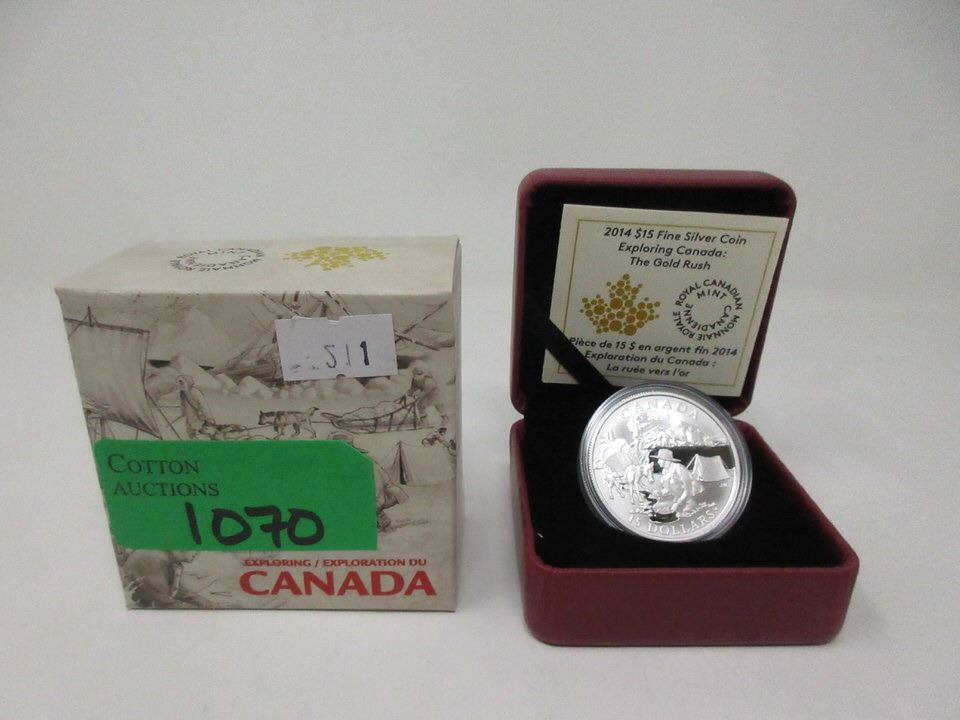 511
COTTON
AUCTIONS
1070
EXPLORING / EXPLORATION DU
CANADA
2014 $15 Fine Silver Coin
Exploring Canada:
The Gold Rush
ROYAL CANADIAN MINT
MONNAIE ROYALE CANADIENNE
Pièce de 15 $ en argent fin 2014
Exploration du Canada :
La ruée vers l'or
CANADA
15 DOLLARS